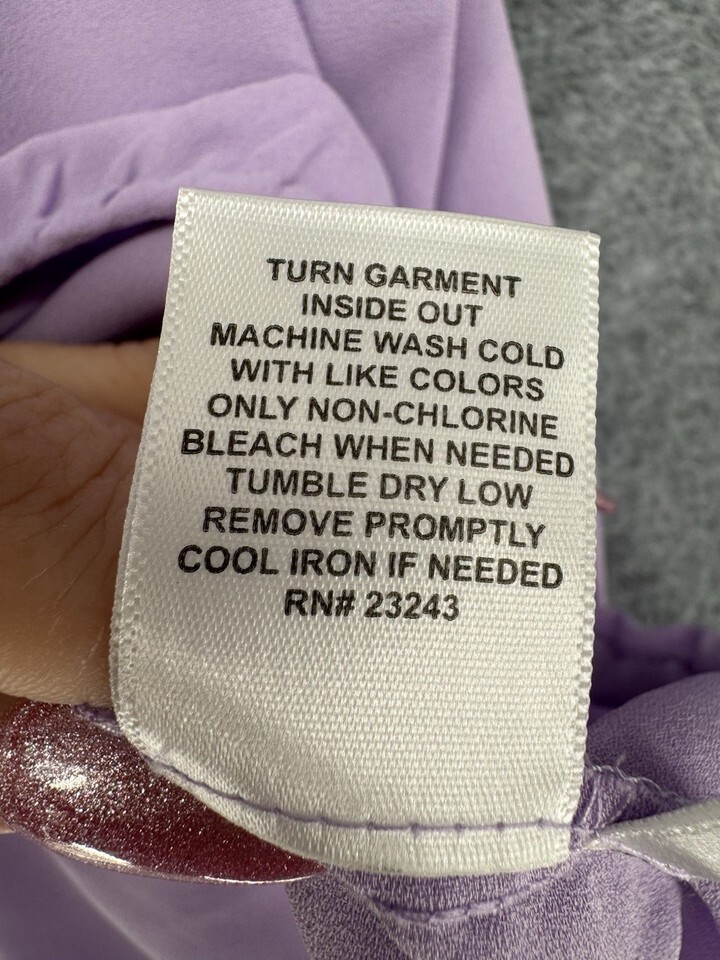 TURN GARMENT
INSIDE OUT
MACHINE WASH COLD
WITH LIKE COLORS
ONLY NON-CHLORINE
BLEACH WHEN NEEDED
TUMBLE DRY LOW
REMOVE PROMPTLY
COOL IRON IF NEEDED
RN# 23243